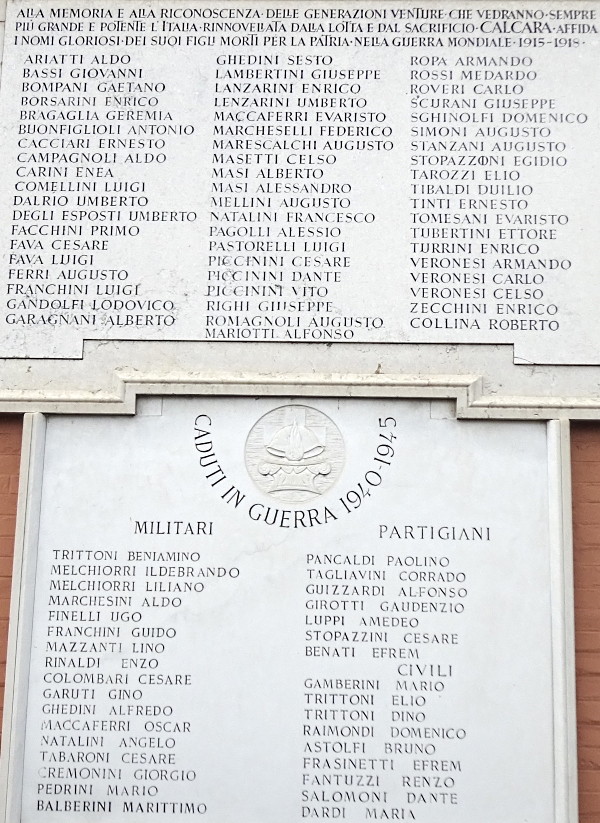 ALLA MEMORIA E ALLA RICONOSCENZA·DELLE GENERAZIONI VENTURE·CHE VEDRANNO·SEMPRE
PIÙ GRANDE E POTENTE L'ITALIA·RINNOVELLATA DALLA LOTTA E DAL SACRIFICIO·CALCARA·AFFIDA
I NOMI GLORIOSI·DEI SUOI FIGLI MORTI PER LA PATRIA·NELLA GUERRA MONDIALE·1915-1918·
ARIATTI ALDO
BASSI GIOVANNI
BOMPANI GAETANO
BORSARINI ENRICO
BRAGAGLIA GEREMIA
BUONFIGLIOLI ANTONIO
CACCIARI ERNESTO
CAMPAGNOLI ALDO
CARINI ENEA
COMELLINI LUIGI
DALRIO UMBERTO
DEGLI ESPOSTI UMBERTO
FACCHINI PRIMO
FAVA CESARE
FAVA LUIGI
FERRI AUGUSTO
FRANCHINI LUIGI
GANDOLFI LODOVICO
GARAGNANI ALBERTO
GHEDINI SESTO
LAMBERTINI GIUSEPPE
LANZARINI ENRICO
LENZARINI UMBERTO
MACCAFERRI EVARISTO
MARCHESELLI FEDERICO
MARESCALCHI AUGUSTO
MASETTI CELSO
MASI ALBERTO
MASI ALESSANDRO
MELLINI AUGUSTO
NATALINI FRANCESCO
PAGOLLI ALESSIO
PASTORELLI LUIGI
PICCININI CESARE
PICCININI DANTE
PICCININI VITO
RIGHI GIUSEPPE
ROMAGNOLI AUGUSTO
MARIOTTI ALFONSO
ROPA ARMANDO
ROSSI MEDARDO
ROVERI CARLO
SCURANI GIUSEPPE
SGHINOLFI DOMENICO
SIMONI AUGUSTO
STANZANI AUGUSTO
STOPAZZONI EGIDIO
TAROZZI ELIO
TIBALDI DUILIO
TINTI ERNESTO
TOMESANI EVARISTO
TUBERTINI ETTORE
TURRINI ENRICO
VERONESI ARMANDO
VERONESI CARLO
VERONESI CELSO
ZECCHINI ENRICO
COLLINA ROBERTO
CADUTI IN GUERRA 1940-1945
MILITARI
TRITTONI BENIAMINO
MELCHIORRI ILDEBRANDO
MELCHIORRI LILIANO
MARCHESINI ALDO
FINELLI UGO
FRANCHINI GUIDO
MAZZANTI LINO
RINALDI ENZO
COLOMBARI CESARE
GARUTI GINO
GHEDINI ALFREDO
MACCAFERRI OSCAR
NATALINI ANGELO
TABARONI CESARE
CREMONINI GIORGIO
PEDRINI MARIO
BALBERINI MARITTIMO
PARTIGIANI
PANCALDI PAOLINO
TAGLIAVINI CORRADO
GUIZZARDI ALFONSO
GIROTTI GAUDENZIO
LUPPI AMEDEO
STOPAZZINI CESARE
BENATI EFREM
CIVILI
GAMBERINI MARIO
TRITTONI ELIO
TRITTONI DINO
RAIMONDI DOMENICO
ASTOLFI BRUNO
FRASINETTI EFREM
FANTUZZI RENZO
SALOMONI DANTE
DARDI MARIA